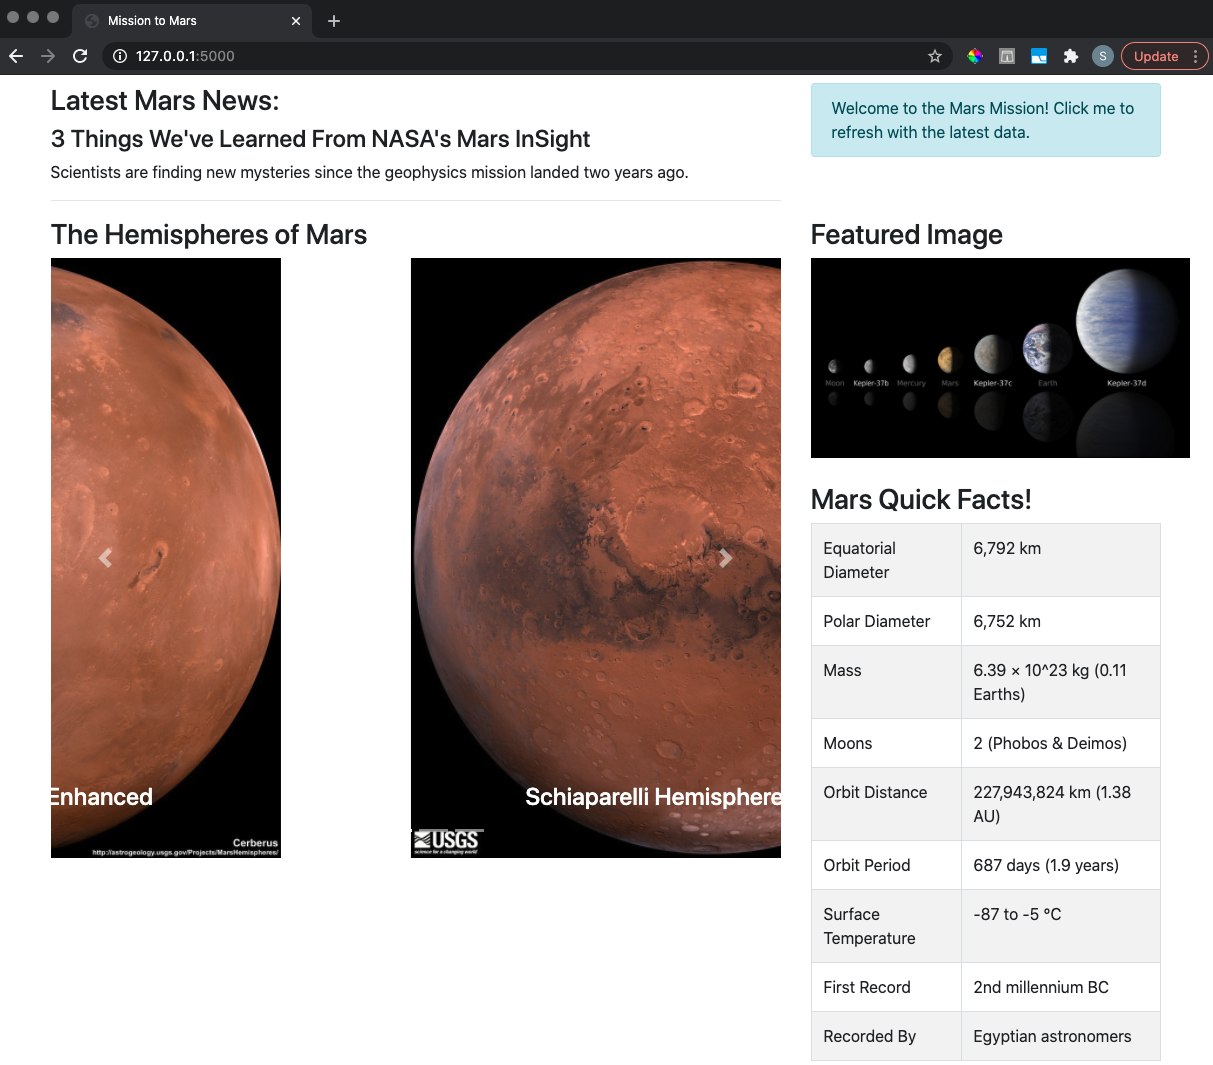 Mission to Mars
127.0.0.1:5000
S
Update
Latest Mars News:
3 Things We've Learned From NASA's Mars InSight
Scientists are finding new mysteries since the geophysics mission landed two years ago.
Welcome to the Mars Mission! Click me to
refresh with the latest data.
The Hemispheres of Mars
Enhanced
Cerberus
http://astrogeology.usgs.gov/Projects/MarsHemispheres/
Schiaparelli Hemisphere
USGS
science for a changing world
Featured Image
Moon Kepler-37b Mercury Mars Kepler-37c Earth Kepler-37d
Mars Quick Facts!
Equatorial Diameter 6,792 km
Polar Diameter 6,752 km
Mass 6.39 × 10^23 kg (0.11 Earths)
Moons 2 (Phobos & Deimos)
Orbit Distance 227,943,824 km (1.38 AU)
Orbit Period 687 days (1.9 years)
Surface Temperature -87 to -5 °C
First Record 2nd millennium BC
Recorded By Egyptian astronomers